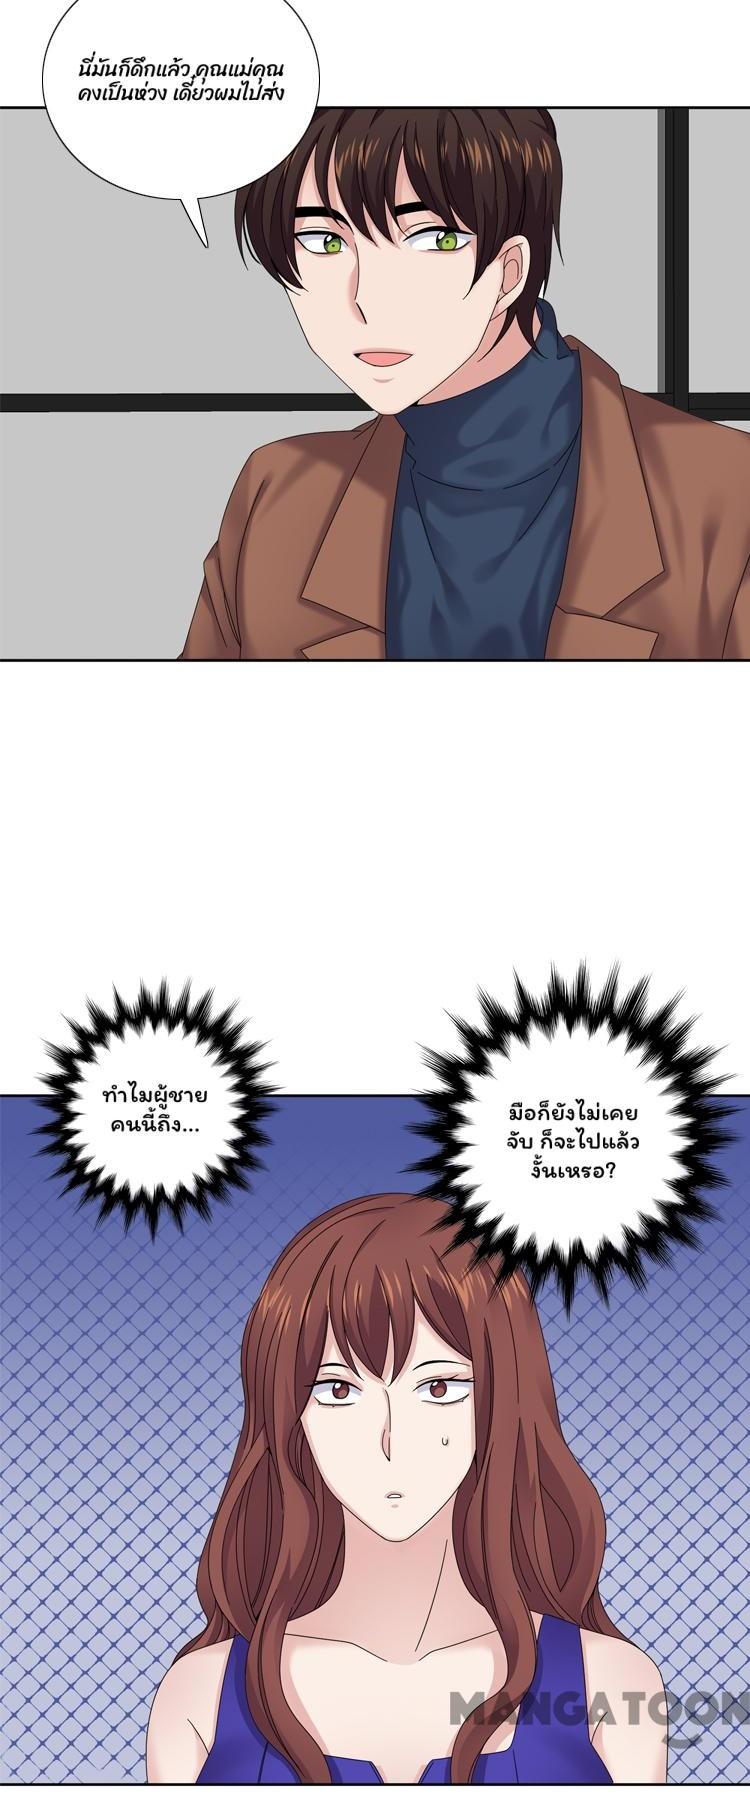 นี่มันก็ดึกแล้ว คุณแม่คุณ
คงเป็นห่วง เดี๋ยวผมไปส่ง
ทำไมผู้ชาย
คนนี้ถึง...
มือก็ยังไม่เคย
จับ ก็จะไปแล้ว
งั้นเหรอ?
MANGATOON